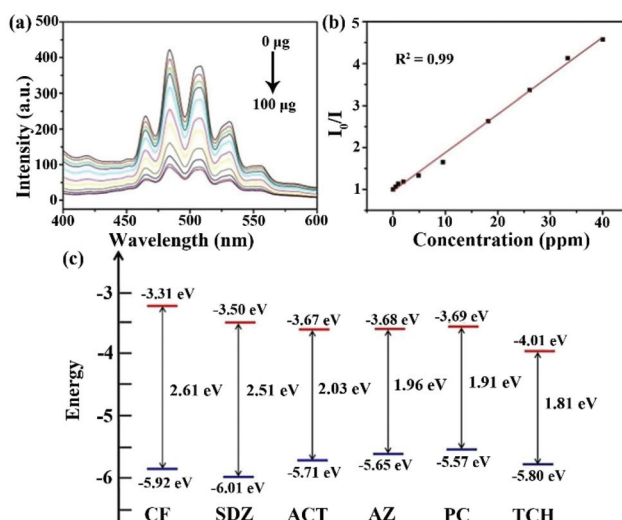 (a)
500
400
300
200
100
0
Intensity (a.u.)
0 µg
100 µg
400 450 500 550 600
Wavelength (nm)
(b)
5
4
3
2
1
I₀/I
R² = 0.99
0 10 20 30 40
Concentration (ppm)
(c)
Energy
-3
-4
-5
-6
-3.31 eV -3.50 eV -3.67 eV -3.68 eV -3.69 eV -4.01 eV
2.61 eV 2.51 eV 2.03 eV 1.96 eV 1.91 eV 1.81 eV
-5.92 eV -6.01 eV -5.71 eV -5.65 eV -5.57 eV -5.80 eV
CF SDZ ACT AZ PC TCH